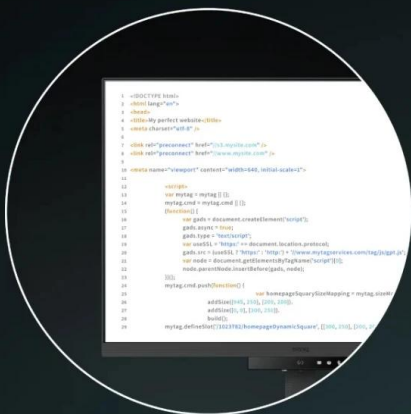 1 <!DOCTYPE html>
2 <html lang="en">
3 <head>
4 <title>My perfect website</title>
5 <meta charset="utf-8" />
6
7 <link rel="preconnect" href="//s3.mysite.com" />
8 <link rel="preconnect" href="//www.mysite.com" />
9
10 <meta name="viewport" content="width=640, initial-scale=1">
11
12 <script>
13 var mytag = mytag || {};
14 mytag.cmd = mytag.cmd || [];
15 (function() {
16 var gads = document.createElement('script');
17 gads.async = true;
18 gads.type = 'text/script';
19 var useSSL = 'https:' == document.location.protocol;
20 var src = (useSSL ? 'https:' : 'http:') + '//www.mytagservices.com/tag/js/gpt.js';
21 var node = document.getElementsByTagName('script')[0];
22 node.parentNode.insertBefore(gads, node);
23 })();
24 mytag.cmd.push(function() {
25 var homepageSquarySizeMapping = mytag.sizeM
26 addSize([945, 250], [200, 200]).
27 addSize([0, 0], [300, 250]).
28 build();
29 mytag.defineSlot('/1023782/homepageDynamicSquare', [[300, 250], [200, 2